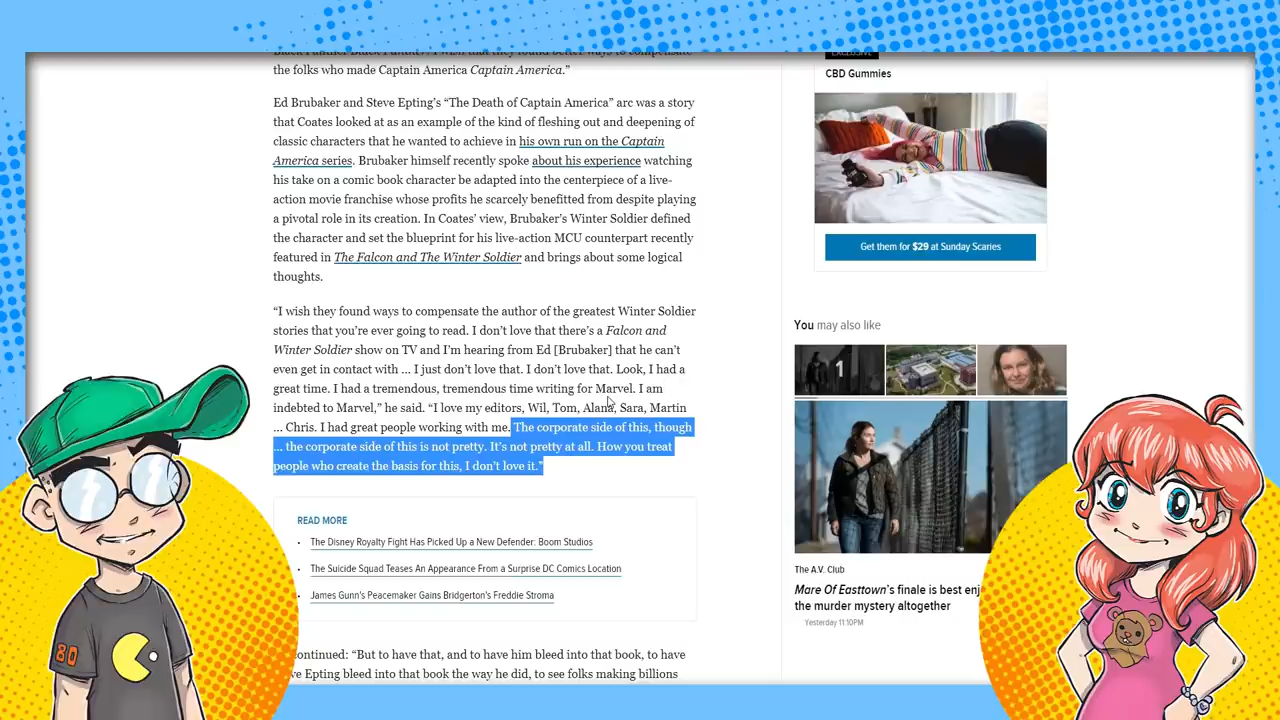 the folks who made Captain America Captain America.”
Ed Brubaker and Steve Epting’s “The Death of Captain America” arc was a story
that Coates looked at as an example of the kind of fleshing out and deepening of
classic characters that he wanted to achieve in his own run on the Captain
America series. Brubaker himself recently spoke about his experience watching
his take on a comic book character be adapted into the centerpiece of a live-
action movie franchise whose profits he scarcely benefitted from despite playing
a pivotal role in its creation. In Coates’ view, Brubaker’s Winter Soldier defined
the character and set the blueprint for his live-action MCU counterpart recently
featured in The Falcon and The Winter Soldier and brings about some logical
thoughts.
“I wish they found ways to compensate the author of the greatest Winter Soldier
stories that you’re ever going to read. I don’t love that there’s a Falcon and
Winter Soldier show on TV and I’m hearing from Ed [Brubaker] that he can’t
even get in contact with ... I just don’t love that. I don’t love that. Look, I had a
great time. I had a tremendous, tremendous time writing for Marvel. I am
indebted to Marvel,” he said. “I love my editors, Wil, Tom, Alana, Sara, Martin
... Chris. I had great people working with me. The corporate side of this, though
... the corporate side of this is not pretty. It’s not pretty at all. How you treat
people who create the basis for this, I don’t love it.”
READ MORE
• The Disney Royalty Fight Has Picked Up a New Defender: Boom Studios
• The Suicide Squad Teases An Appearance From a Surprise DC Comics Location
• James Gunn’s Peacemaker Gains Bridgerton’s Freddie Stroma
continued: “But to have that, and to have him bleed into that book, to have
Epting bleed into that book the way he did, to see folks making billions
EXCLUSIVE
CBD Gummies
Get them for $29 at Sunday Scaries
You may also like
1
The A.V. Club
Mare Of Easttown’s finale is best
the murder mystery altogether
Yesterday 11:10PM
80